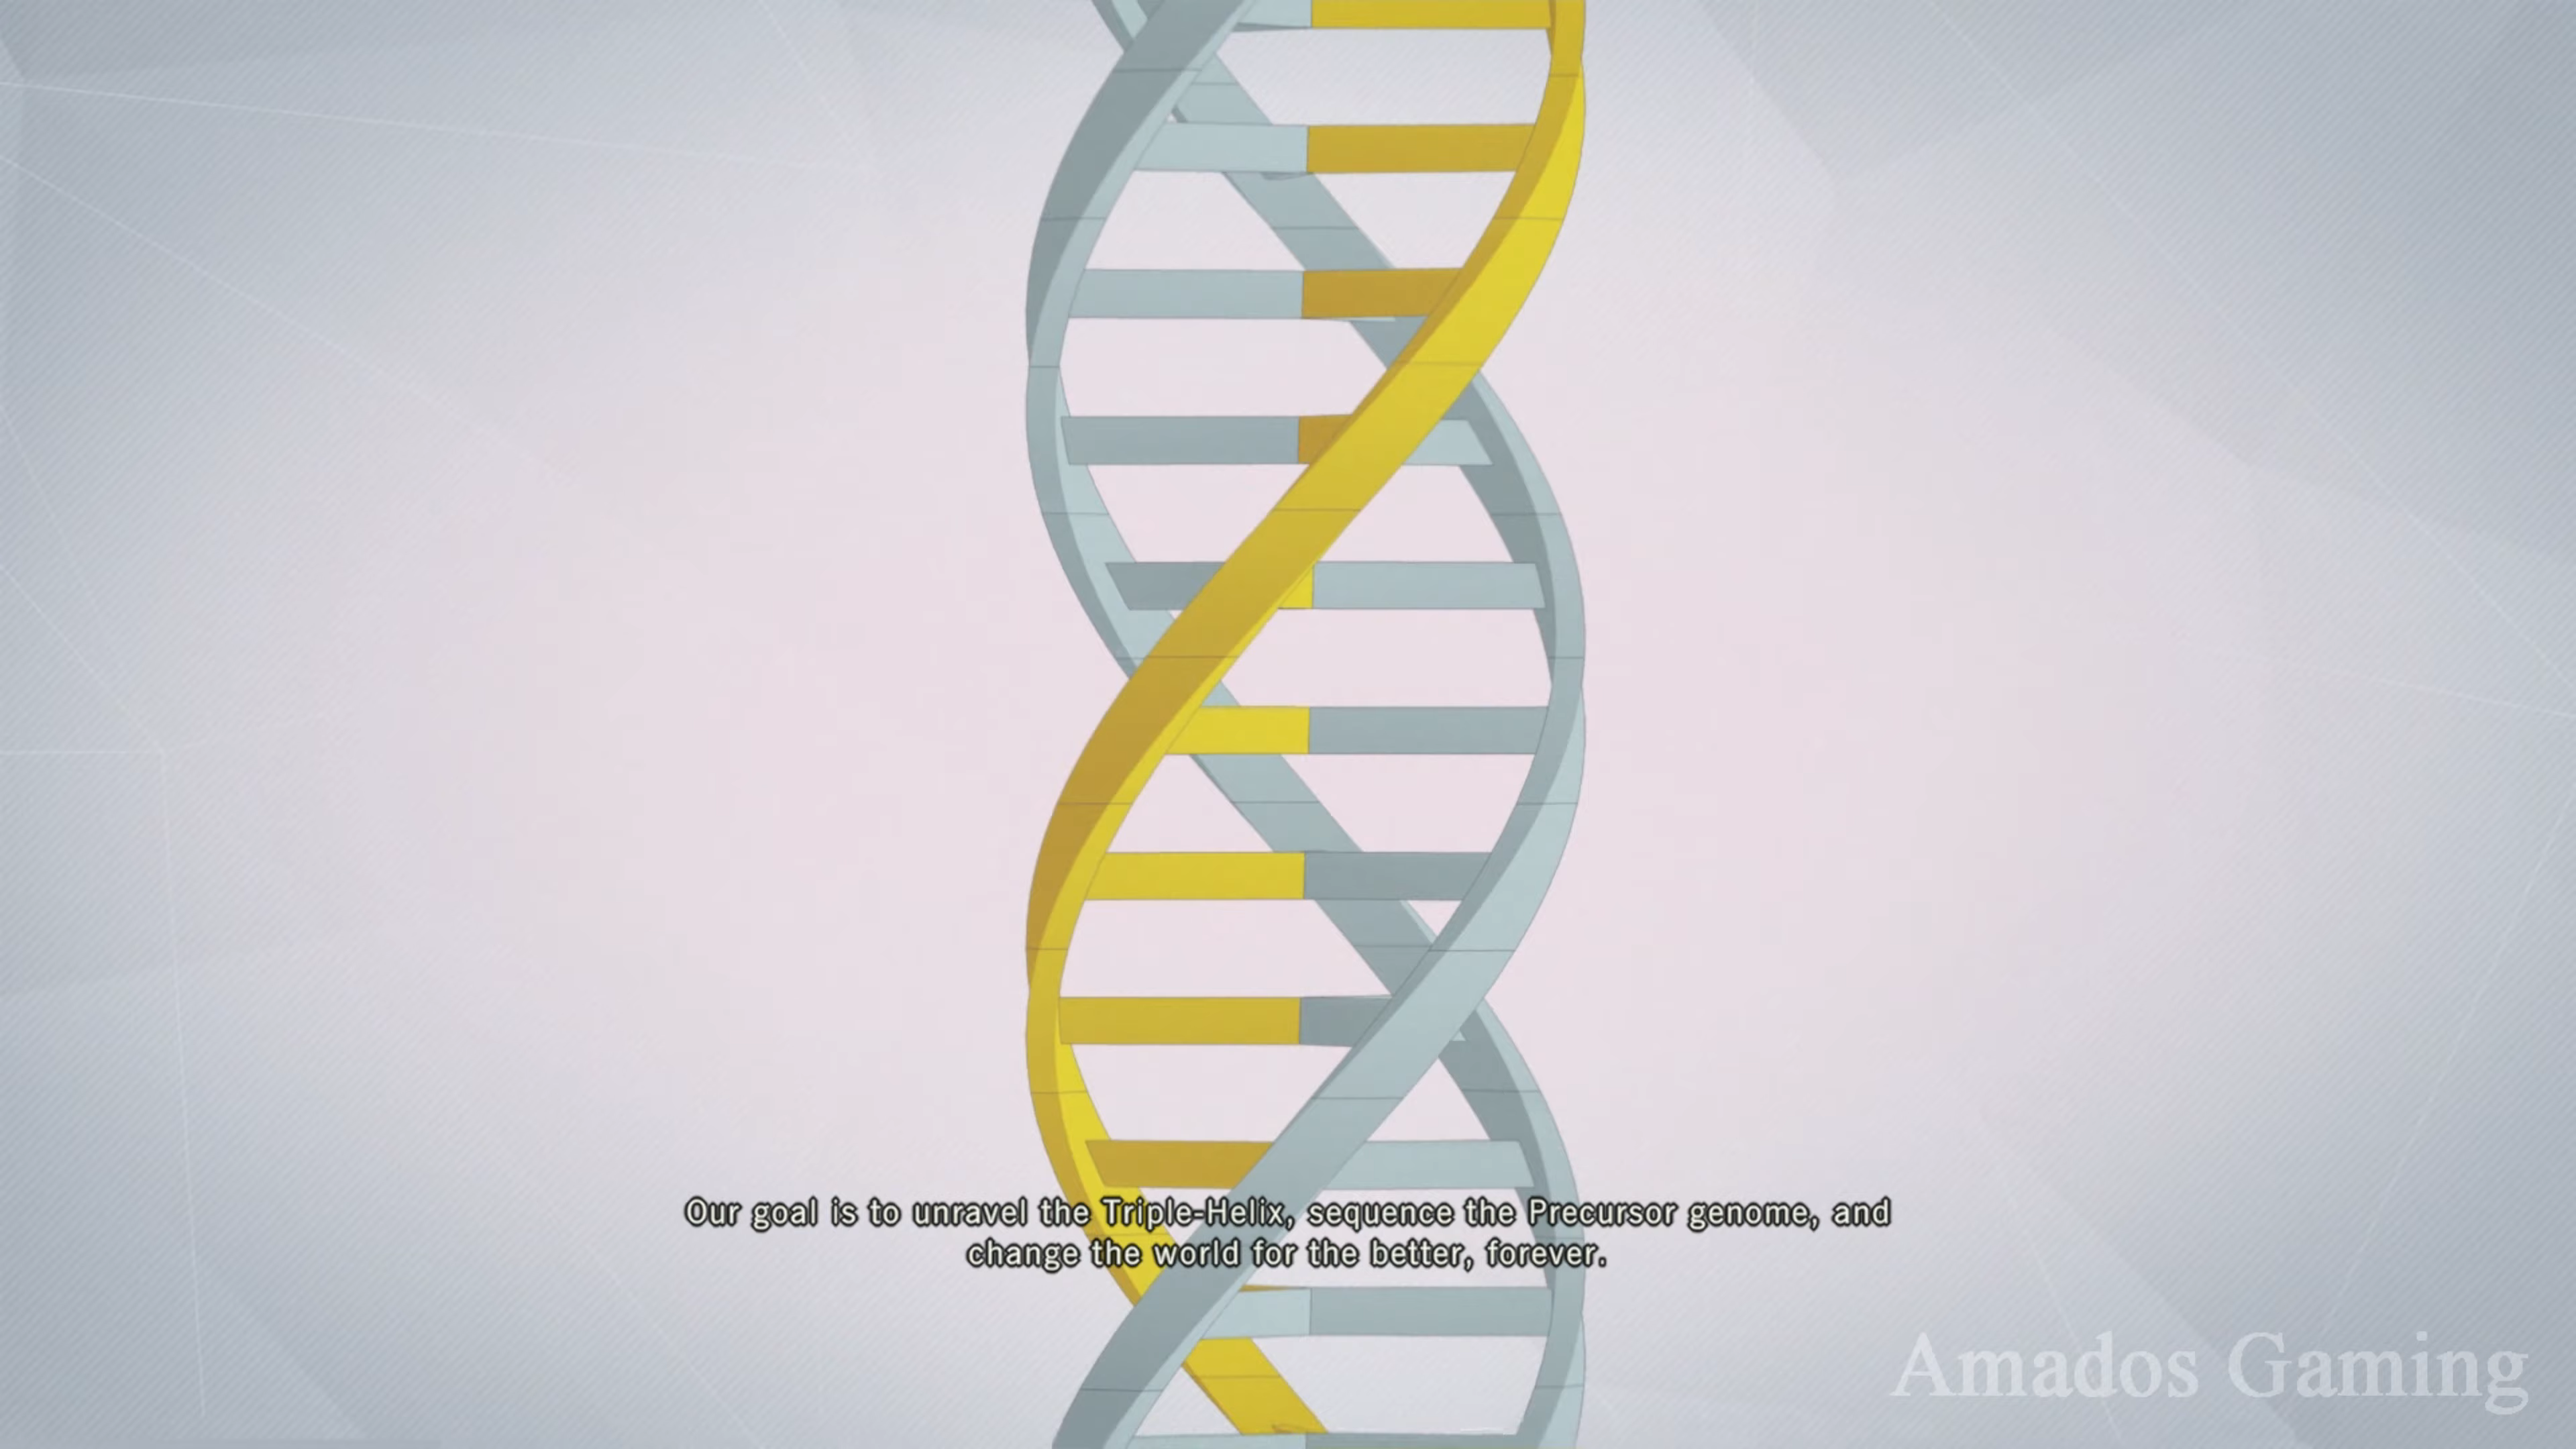 Our goal is to unravel the Triple-Helix, sequence the Precursor genome, and
change the world for the better, forever.
Amados Gaming